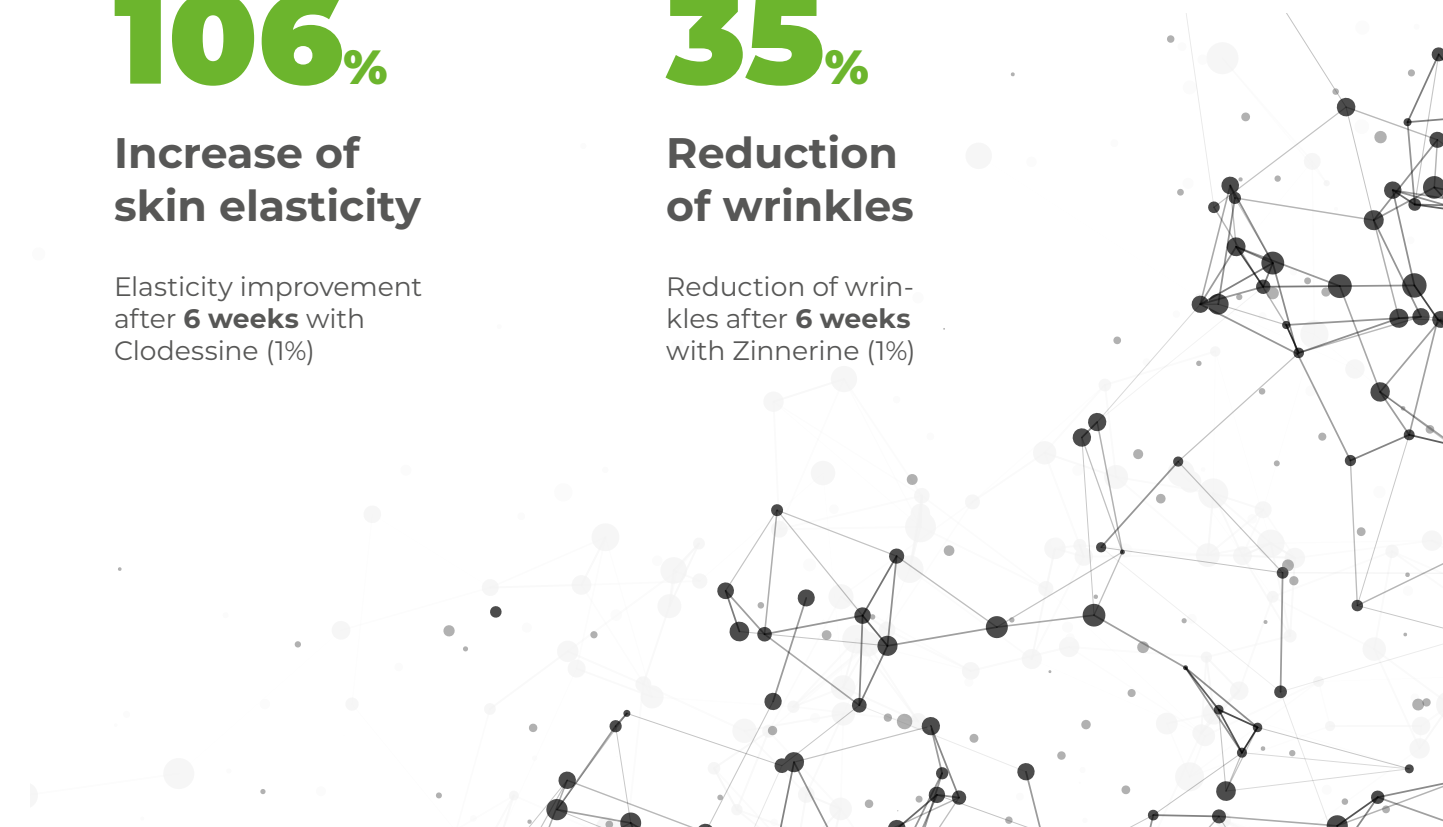 106%
Increase of
skin elasticity
Elasticity improvement
after 6 weeks with
Clodessine (1%)
35%
Reduction
of wrinkles
Reduction of wrin-
kles after 6 weeks
with Zinnerine (1%)